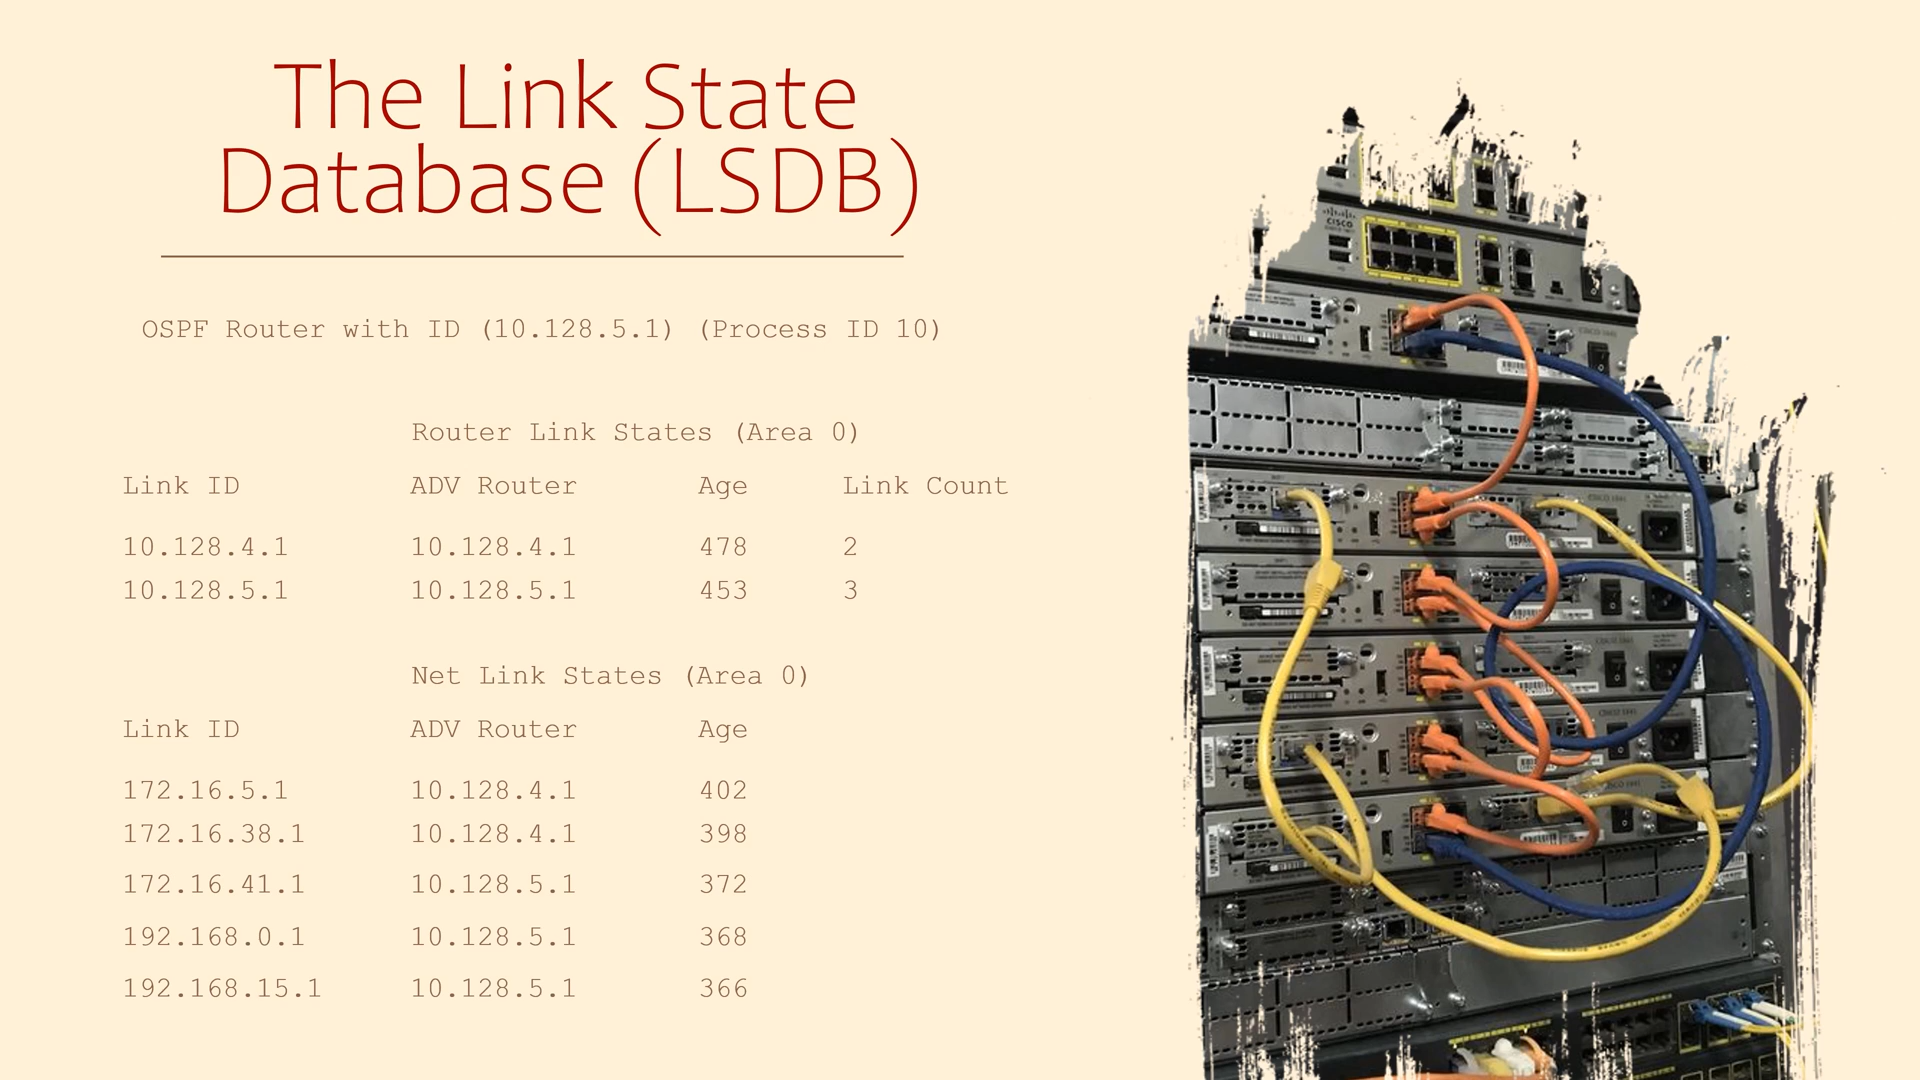 The Link State
Database (LSDB)
OSPF Router with ID (10.128.5.1) (Process ID 10)
Router Link States (Area 0)
Link ID ADV Router Age Link Count
10.128.4.1 10.128.4.1 478 2
10.128.5.1 10.128.5.1 453 3
Net Link States (Area 0)
Link ID ADV Router Age
172.16.5.1 10.128.4.1 402
172.16.38.1 10.128.4.1 398
172.16.41.1 10.128.5.1 372
192.168.0.1 10.128.5.1 368
192.168.15.1 10.128.5.1 366
CISCO